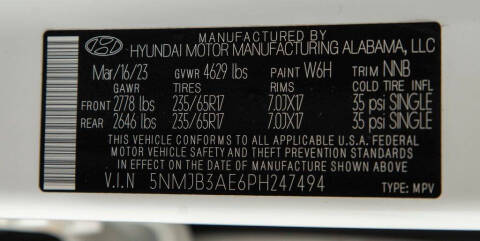 MANUFACTURED BY
HYUNDAI MOTOR MANUFACTURING ALABAMA, LLC
Mar/16/23 GVWR 4629 lbs PAINT W6H TRIM NNB
GAWR TIRES RIMS COLD TIRE INFL
FRONT 2778 lbs 235/65R17 7.0JX17 35 psi SINGLE
REAR 2646 lbs 235/65R17 7.0JX17 35 psi SINGLE
THIS VEHICLE CONFORMS TO ALL APPLICABLE U.S.A. FEDERAL
MOTOR VEHICLE SAFETY AND THEFT PREVENTION STANDARDS
IN EFFECT ON THE DATE OF MANUFACTURE SHOWN ABOVE.
V.I.N 5NMJB3AE6PH247494 TYPE: MPV